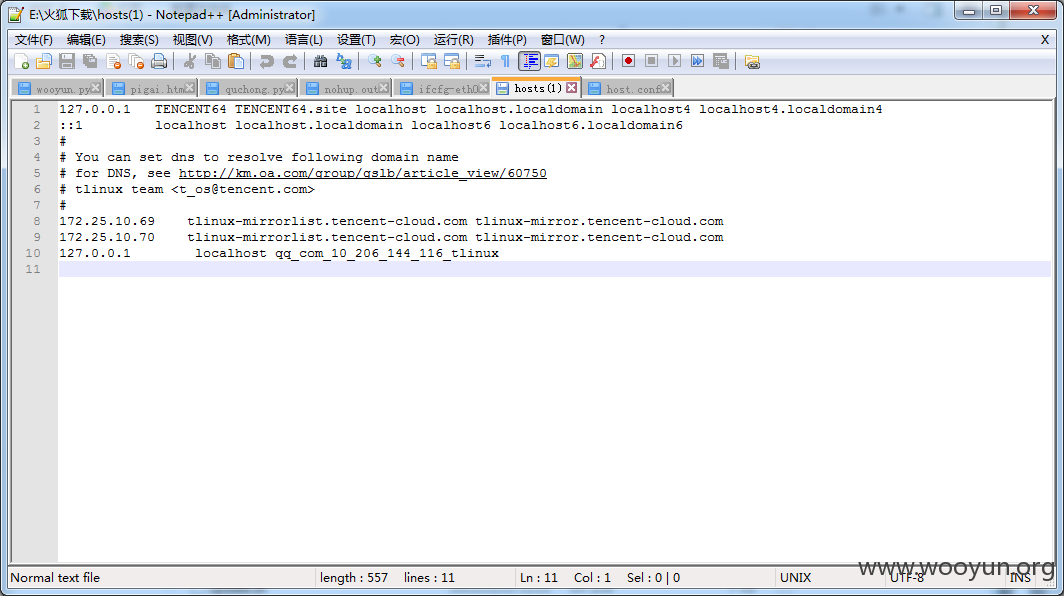 E:\火狐下载\hosts(1) - Notepad++ [Administrator]
文件(F) 编辑(E) 搜索(S) 视图(V) 格式(M) 语言(L) 设置(T) 宏(O) 运行(R) 插件(P) 窗口(W) ? X
wooyun.py pigai.htm quchong.py nohup.out ifcfg-eth0 hosts(1) host.conf
1 127.0.0.1 TENCENT64 TENCENT64.site localhost localhost.localdomain localhost4 localhost4.localdomain4
2 ::1 localhost localhost.localdomain localhost6 localhost6.localdomain6
3 #
4 # You can set dns to resolve following domain name
5 # for DNS, see http://km.oa.com/group/gslb/article_view/60750
6 # tlinux team <t_os@tencent.com>
7 #
8 172.25.10.69 tlinux-mirrorlist.tencent-cloud.com tlinux-mirror.tencent-cloud.com
9 172.25.10.70 tlinux-mirrorlist.tencent-cloud.com tlinux-mirror.tencent-cloud.com
10 127.0.0.1 localhost qq_com_10_206_144_116_tlinux
11
Normal text file length : 557 lines : 11 Ln : 11 Col : 1 Sel : 0 | 0 UNIX UTF-8 INS
www.wooyun.org